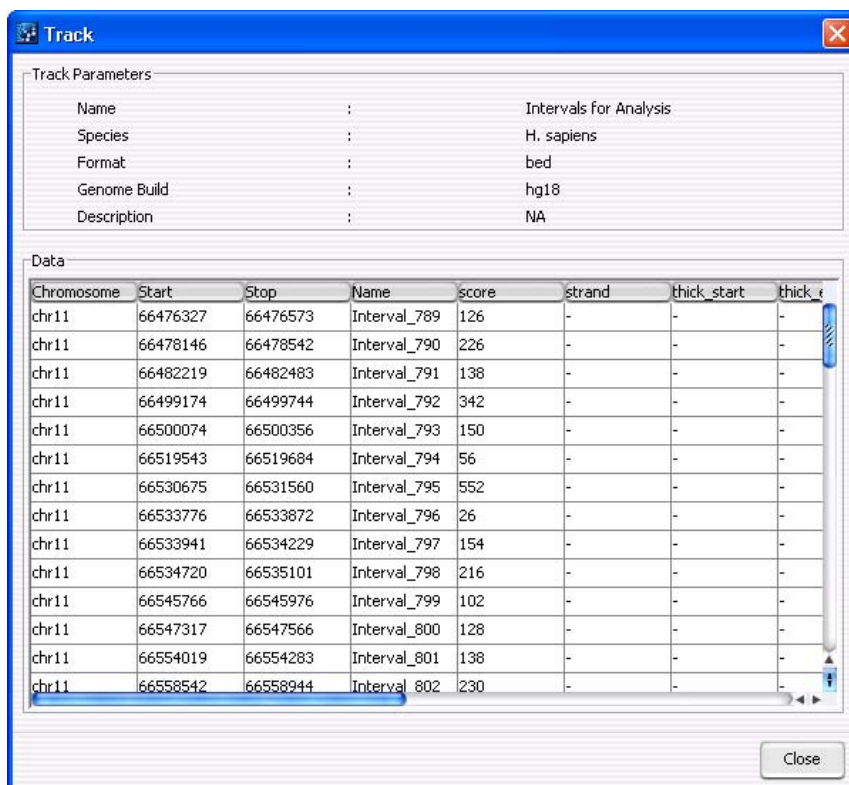 Track
Track Parameters
Name : Intervals for Analysis
Species : H. sapiens
Format : bed
Genome Build : hg18
Description : NA
Data
Chromosome Start Stop Name score strand thick_start thick_e
chr11 66476327 66476573 Interval_789 126 - - -
chr11 66478146 66478542 Interval_790 226 - - -
chr11 66482219 66482483 Interval_791 138 - - -
chr11 66499174 66499744 Interval_792 342 - - -
chr11 66500074 66500356 Interval_793 150 - - -
chr11 66519543 66519684 Interval_794 56 - - -
chr11 66530675 66531560 Interval_795 552 - - -
chr11 66533776 66533872 Interval_796 26 - - -
chr11 66533941 66534229 Interval_797 154 - - -
chr11 66534720 66535101 Interval_798 216 - - -
chr11 66545766 66545976 Interval_799 102 - - -
chr11 66547317 66547566 Interval_800 128 - - -
chr11 66554019 66554283 Interval_801 138 - - -
chr11 66558542 66558944 Interval_802 230 - - -
Close